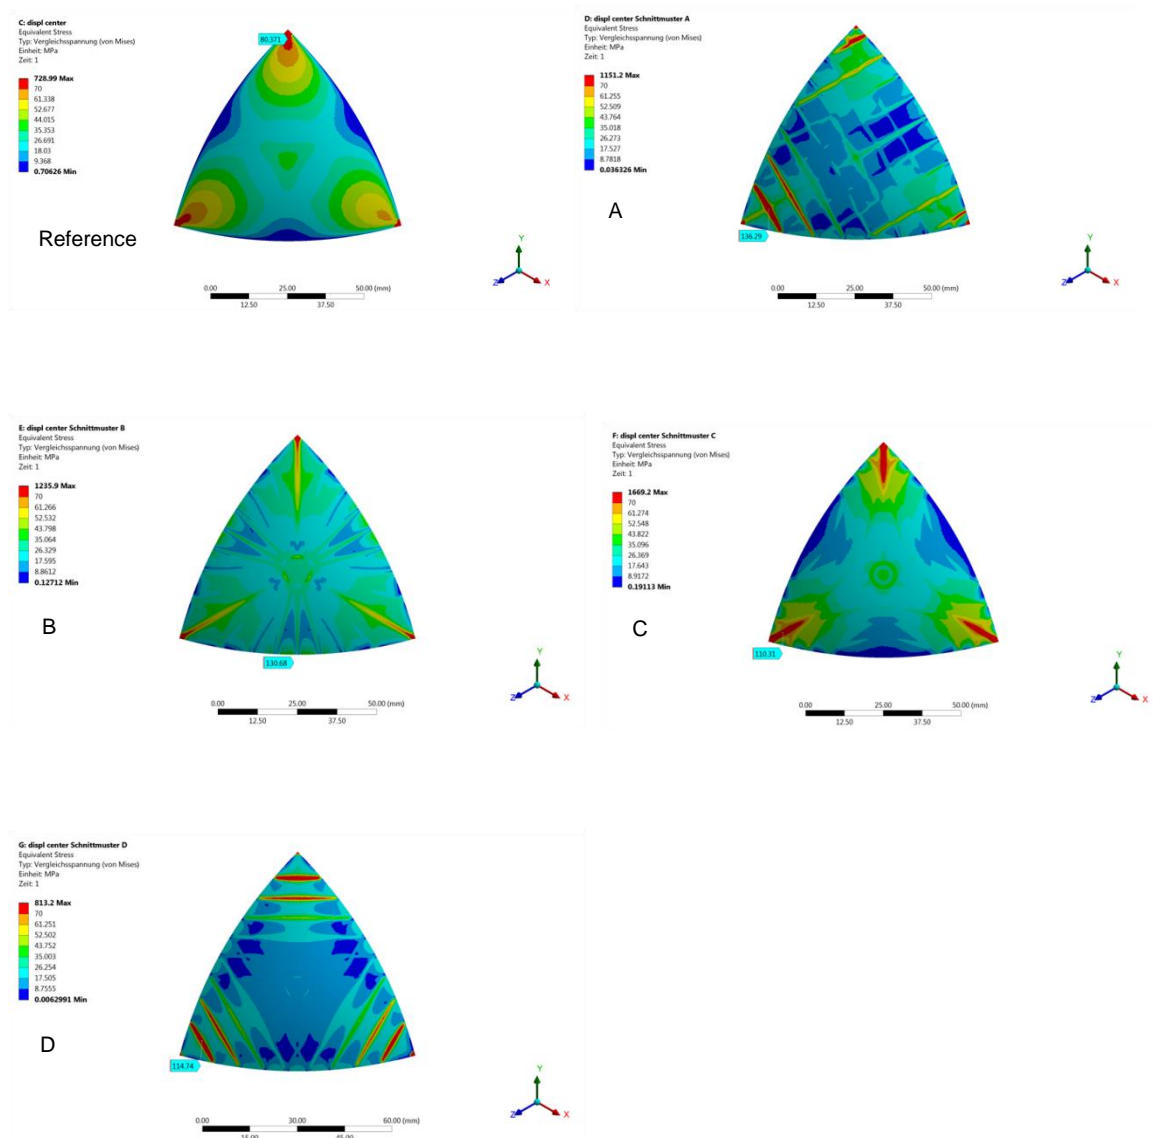 C: displ center
Equivalent Stress
Typ: Vergleichsspannung (von Mises)
Einheit: MPa
Zeit: 1
728.99 Max
70
61.338
52.677
44.015
35.353
26.691
18.03
9.368
0.70626 Min
80.371
Reference
0.00 25.00 50.00 (mm)
12.50 37.50
Y
Z X
D: displ center Schnittmuster A
Equivalent Stress
Typ: Vergleichsspannung (von Mises)
Einheit: MPa
Zeit: 1
1151.2 Max
70
61.255
52.509
43.764
35.018
26.273
17.527
8.7818
0.036326 Min
A
136.29
0.00 25.00 50.00 (mm)
12.50 37.50
Y
Z X
E: displ center Schnittmuster B
Equivalent Stress
Typ: Vergleichsspannung (von Mises)
Einheit: MPa
Zeit: 1
1235.9 Max
70
61.266
52.532
43.798
35.064
26.329
17.595
8.8612
0.12712 Min
B
130.68
0.00 25.00 50.00 (mm)
12.50 37.50
Y
Z X
F: displ center Schnittmuster C
Equivalent Stress
Typ: Vergleichsspannung (von Mises)
Einheit: MPa
Zeit: 1
1669.2 Max
70
61.274
52.548
43.822
35.096
26.369
17.643
8.9172
0.19113 Min
C
110.31
0.00 25.00 50.00 (mm)
12.50 37.50
Y
Z X
G: displ center Schnittmuster D
Equivalent Stress
Typ: Vergleichsspannung (von Mises)
Einheit: MPa
Zeit: 1
813.2 Max
70
61.251
52.502
43.752
35.003
26.254
17.505
8.7555
0.0062991 Min
D
114.74
0.00 30.00 60.00 (mm)
15.00 45.00
Y
Z X